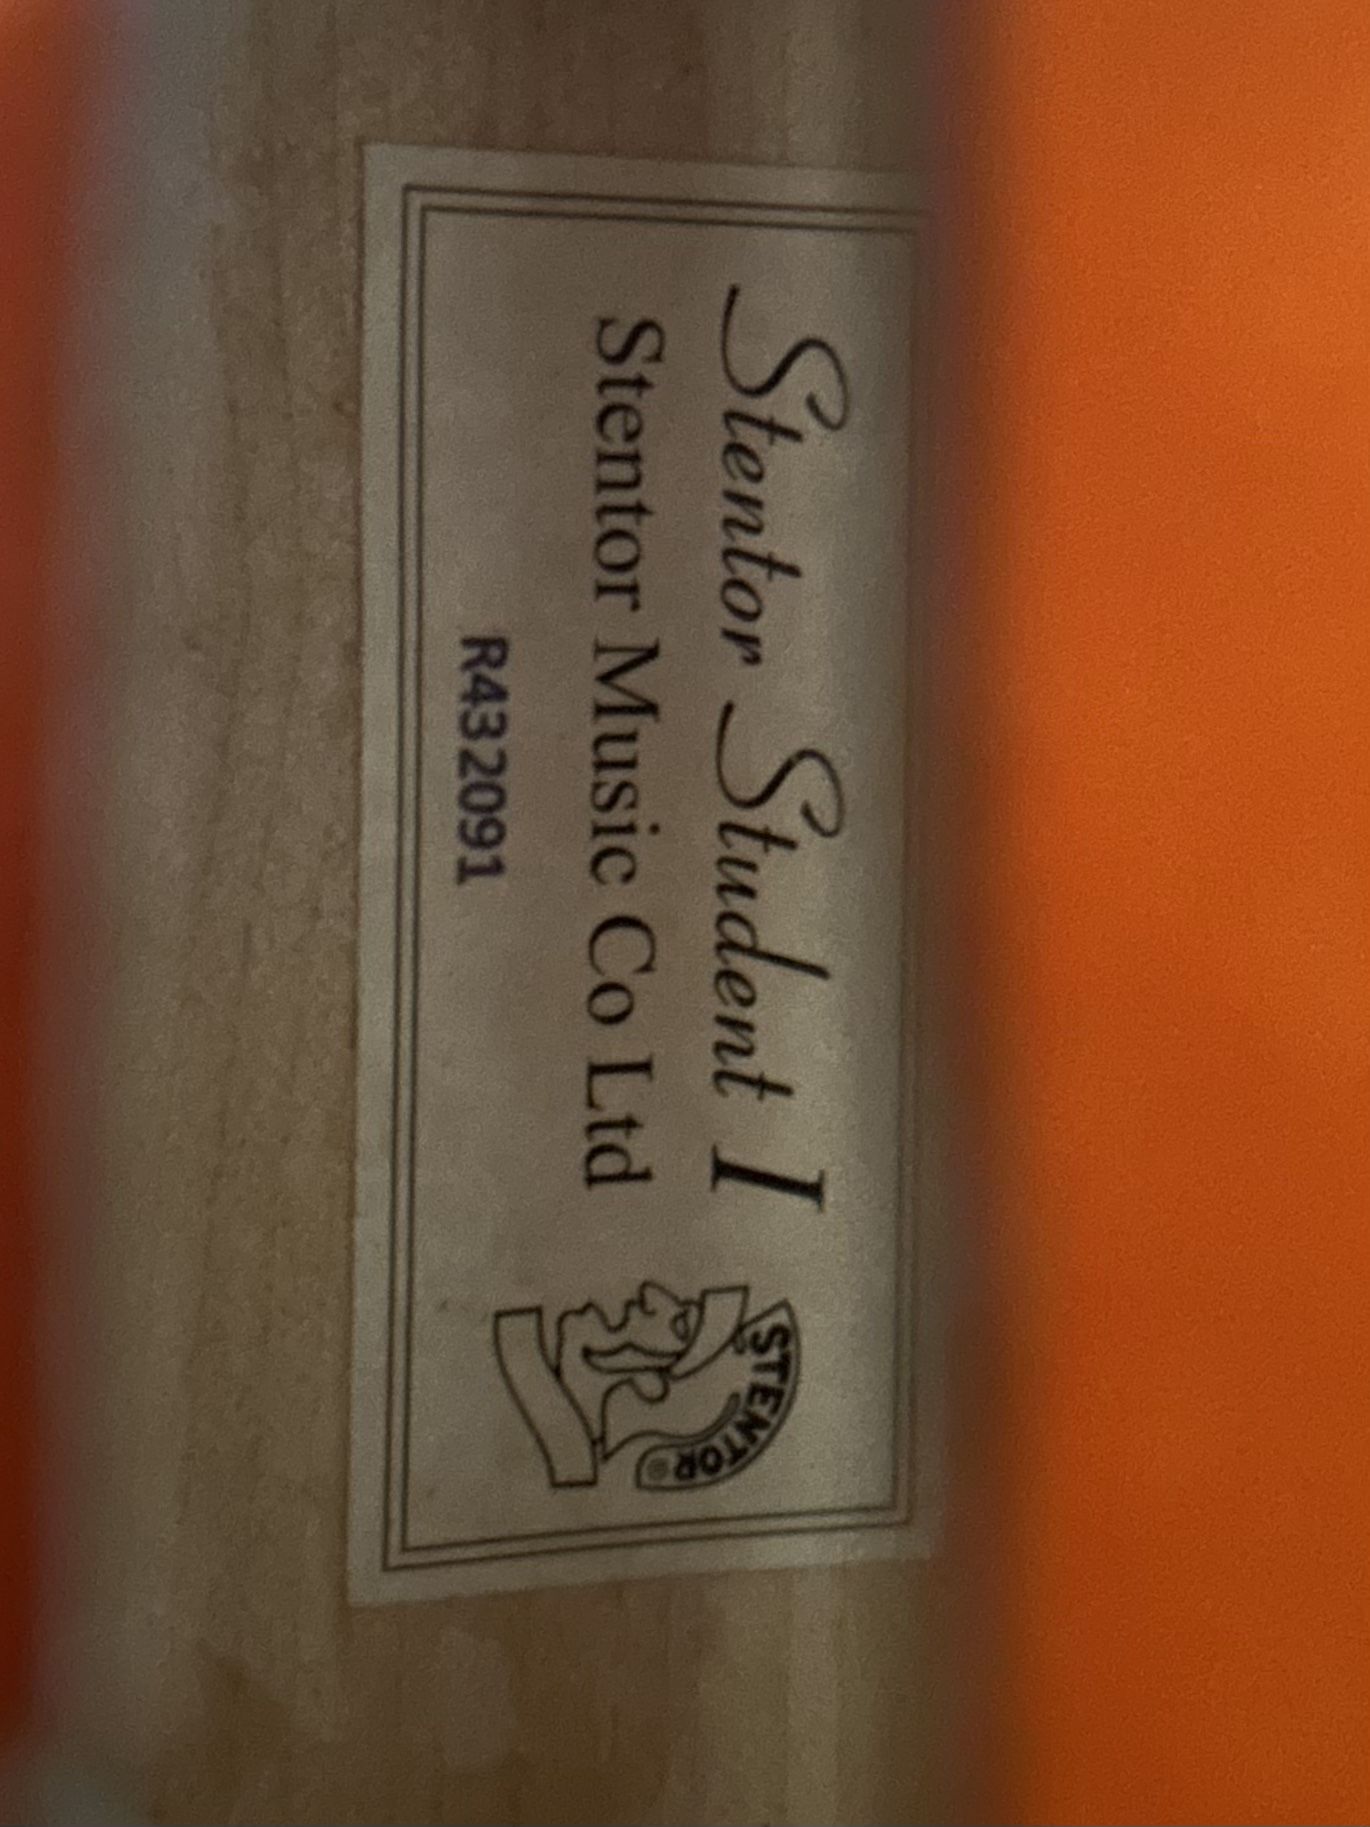 Stentor Student I
Stentor Music Co Ltd
R432091
STENTOR ®